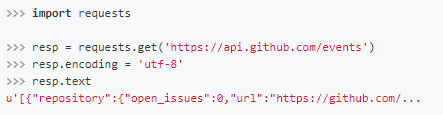 >>> import requests
>>> resp = requests.get('https://api.github.com/events')
>>> resp.encoding = 'utf-8'
>>> resp.text
u'[{"repository":{"open_issues":0,"url":"https://github.com/...